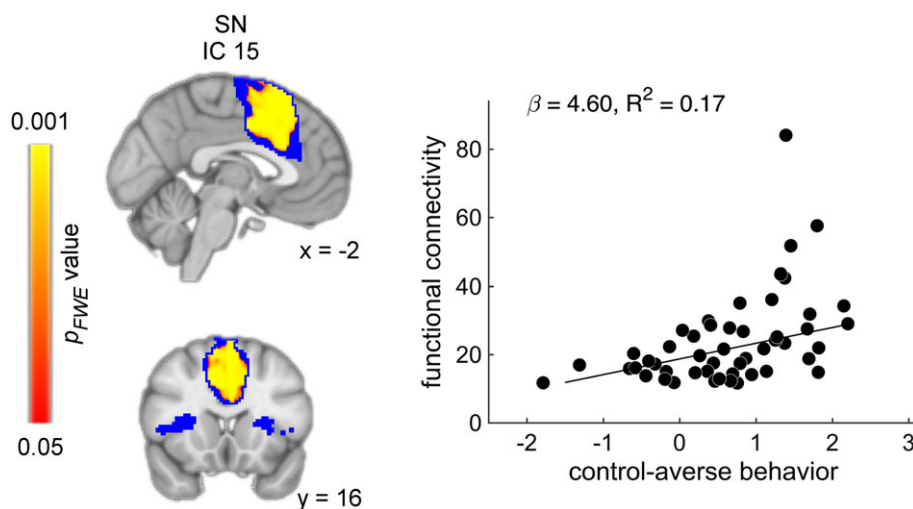 SN
IC 15
0.001
p_FWE value
0.05
x = -2
y = 16
β = 4.60, R² = 0.17
functional connectivity
80
60
40
20
0
-2 -1 0 1 2 3
control-averse behavior